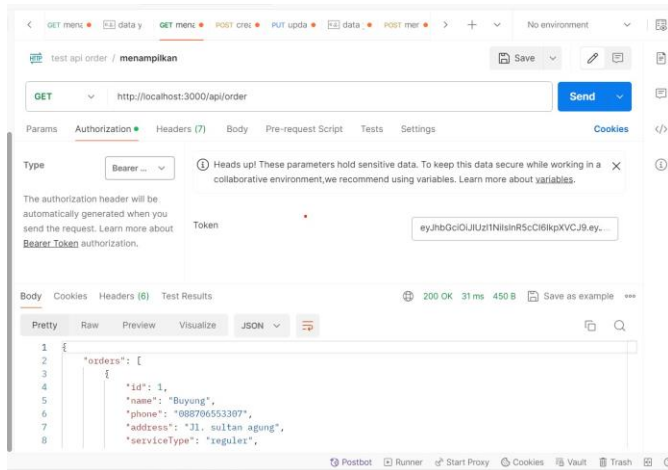 GET mena
data y
GET mena
POST crea
PUT upda
data
POST mer
No environment
HTTP test api order / menampilkan
Save
GET http://localhost:3000/api/order
Send
Params Authorization Headers (7) Body Pre-request Script Tests Settings Cookies
Type
Bearer ...
Heads up! These parameters hold sensitive data. To keep this data secure while working in a
collaborative environment,we recommend using variables. Learn more about variables.
The authorization header will be
automatically generated when you
send the request. Learn more about
Bearer Token authorization.
Token
Body Cookies Headers (6) Test Results
200 OK 31 ms 450 B Save as example
Pretty Raw Preview Visualize JSON
1 {
2 "orders": [
3 {
4 "id": 1,
5 "name": "Buyung",
6 "phone": "088706553307",
7 "address": "Jl. sultan agung",
8 "serviceType": "reguler",
Postbot Runner Start Proxy Cookies Vault Trash